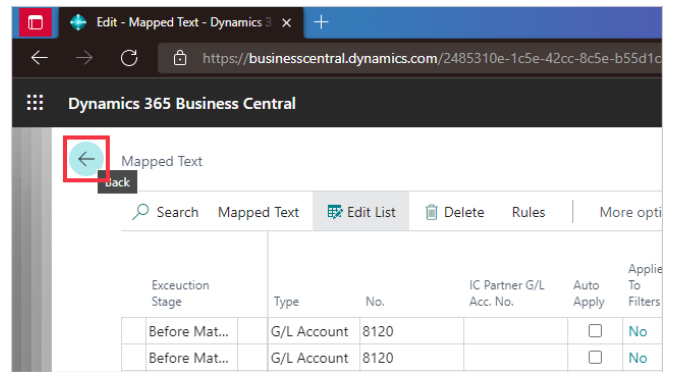 Edit - Mapped Text - Dynamics 3
https://businesscentral.dynamics.com/2485310e-1c5e-42cc-8c5e-b55d1c
Dynamics 365 Business Central
Mapped Text
Back
Search Mapped Text Edit List Delete Rules More opti
Exceuction Stage Type No. IC Partner G/L Acc. No. Auto Apply Applie To Filters
Before Mat... G/L Account 8120 No
Before Mat... G/L Account 8120 No